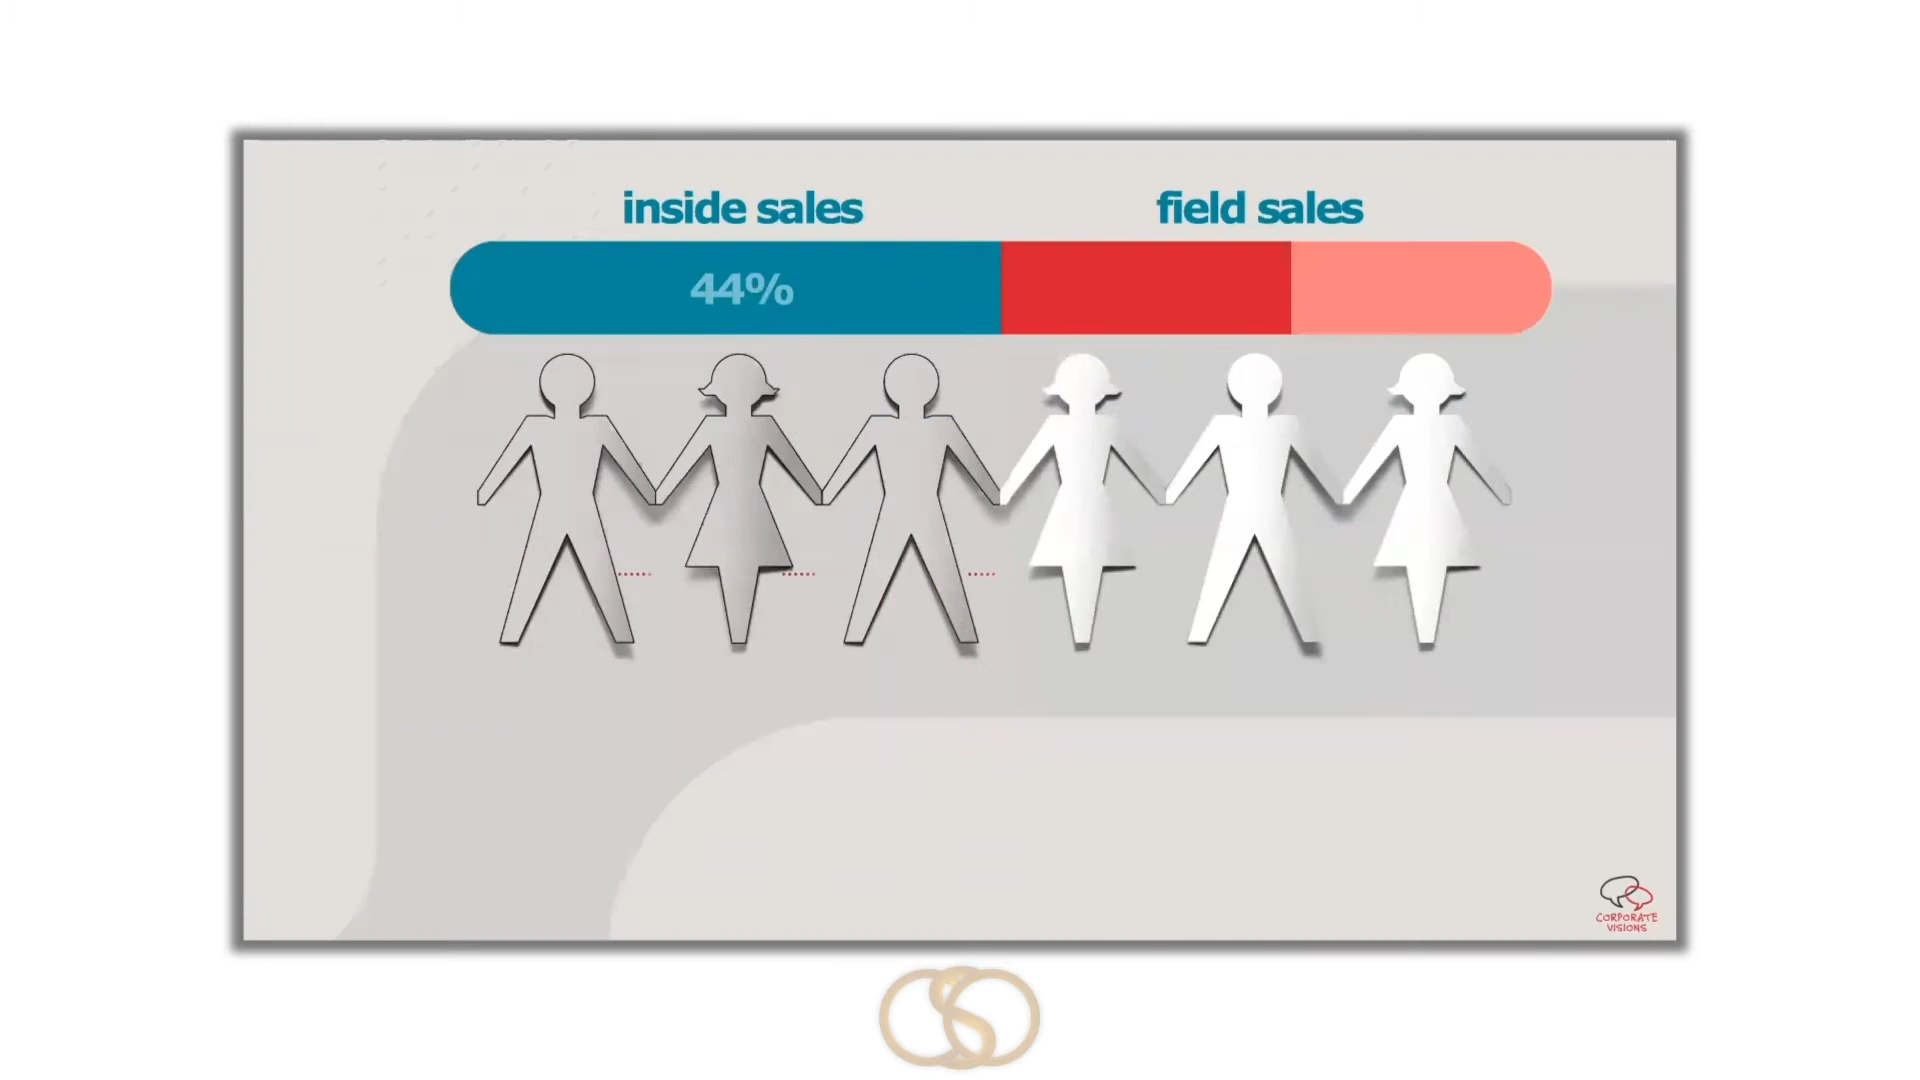 inside sales
field sales
44%
CORPORATE
VISIONS